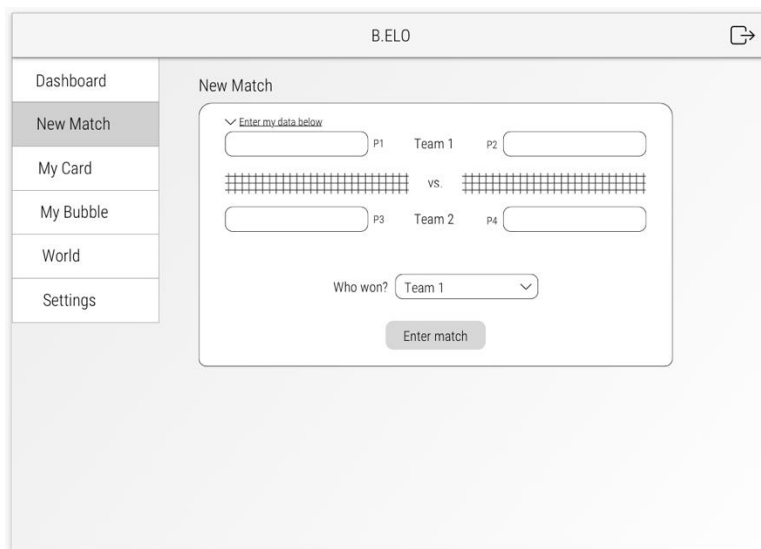 B.ELO
Dashboard
New Match
My Card
My Bubble
World
Settings
New Match
Enter my data below
P1 Team 1 P2
vs.
P3 Team 2 P4
Who won? Team 1
Enter match